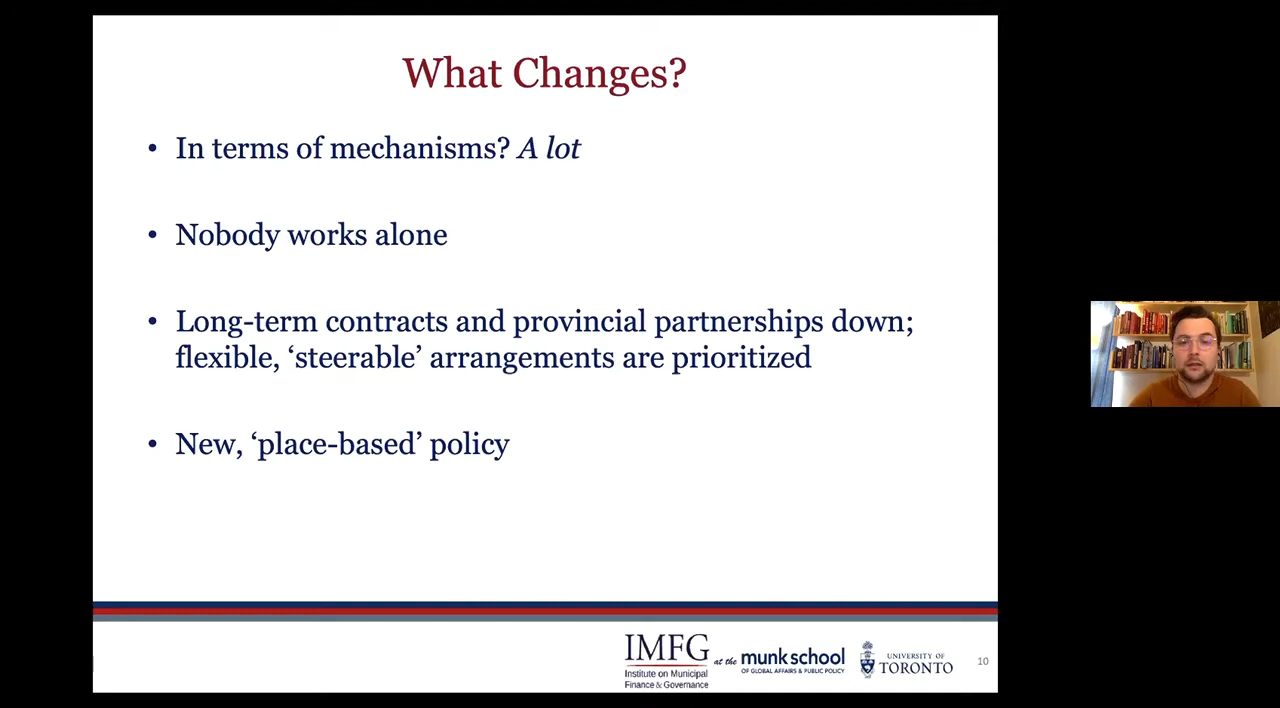 What Changes?
• In terms of mechanisms? A lot
• Nobody works alone
• Long-term contracts and provincial partnerships down;
flexible, ‘steerable’ arrangements are prioritized
• New, ‘place-based’ policy
IMFG
Institute on Municipal
Finance & Governance
at the munkschool
OF GLOBAL AFFAIRS & PUBLIC POLICY
UNIVERSITY OF
TORONTO
10